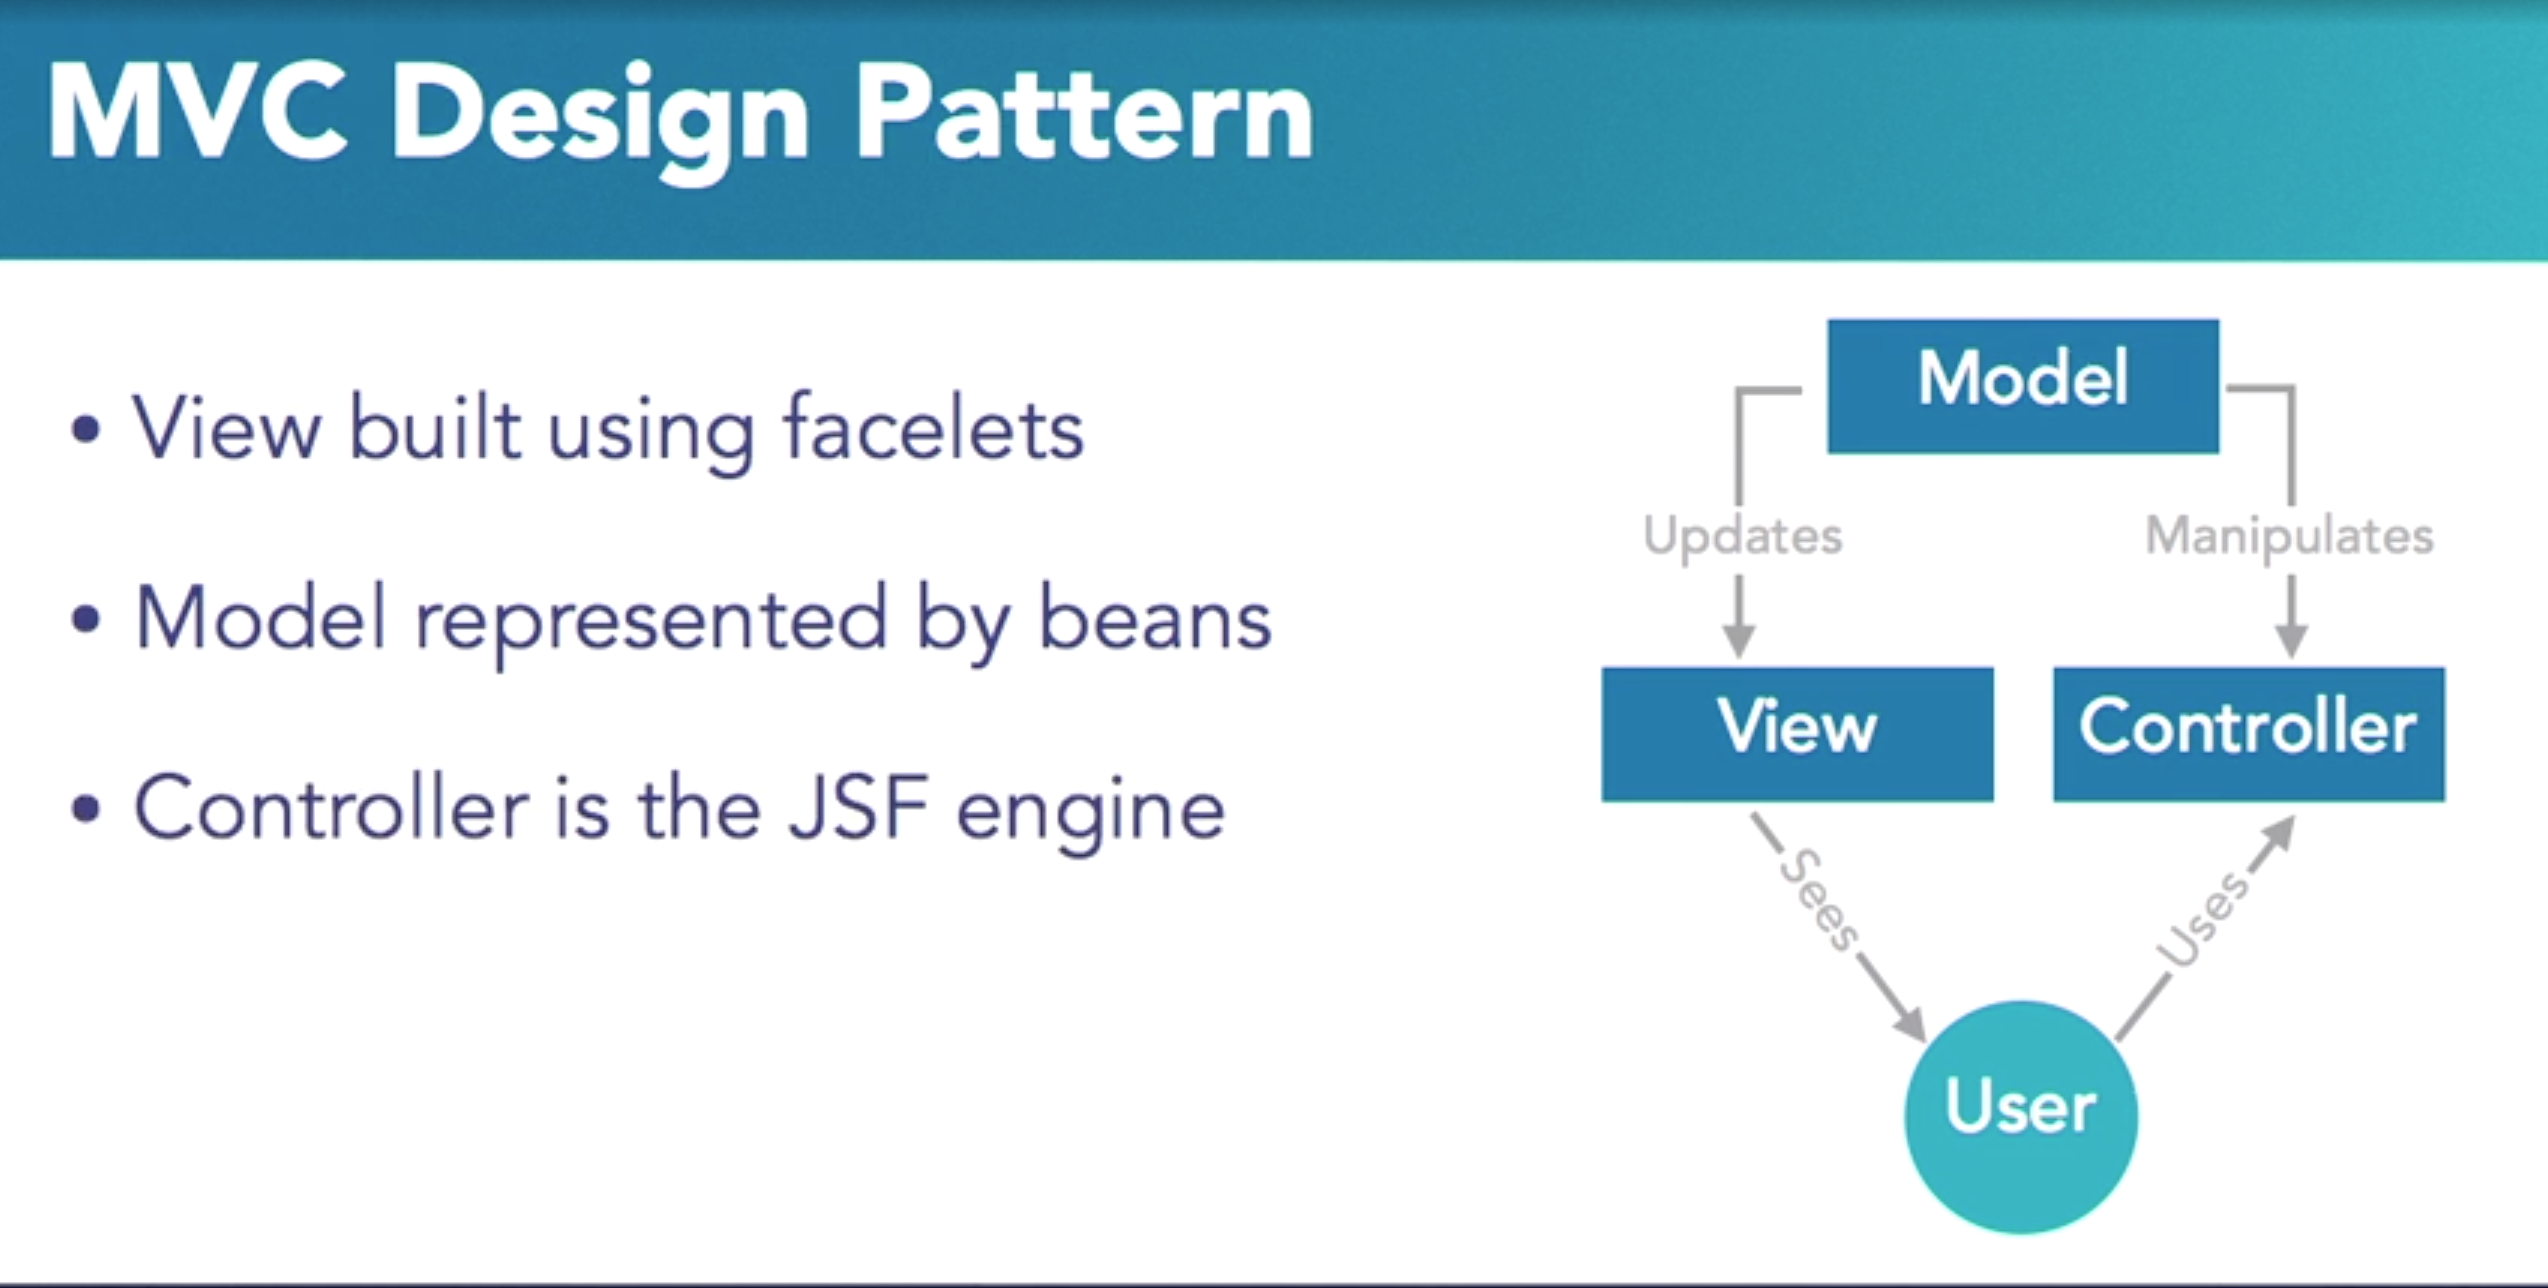 MVC Design Pattern
• View built using facelets
• Model represented by beans
• Controller is the JSF engine
Model
Updates
Manipulates
View
Controller
Sees
Uses
User